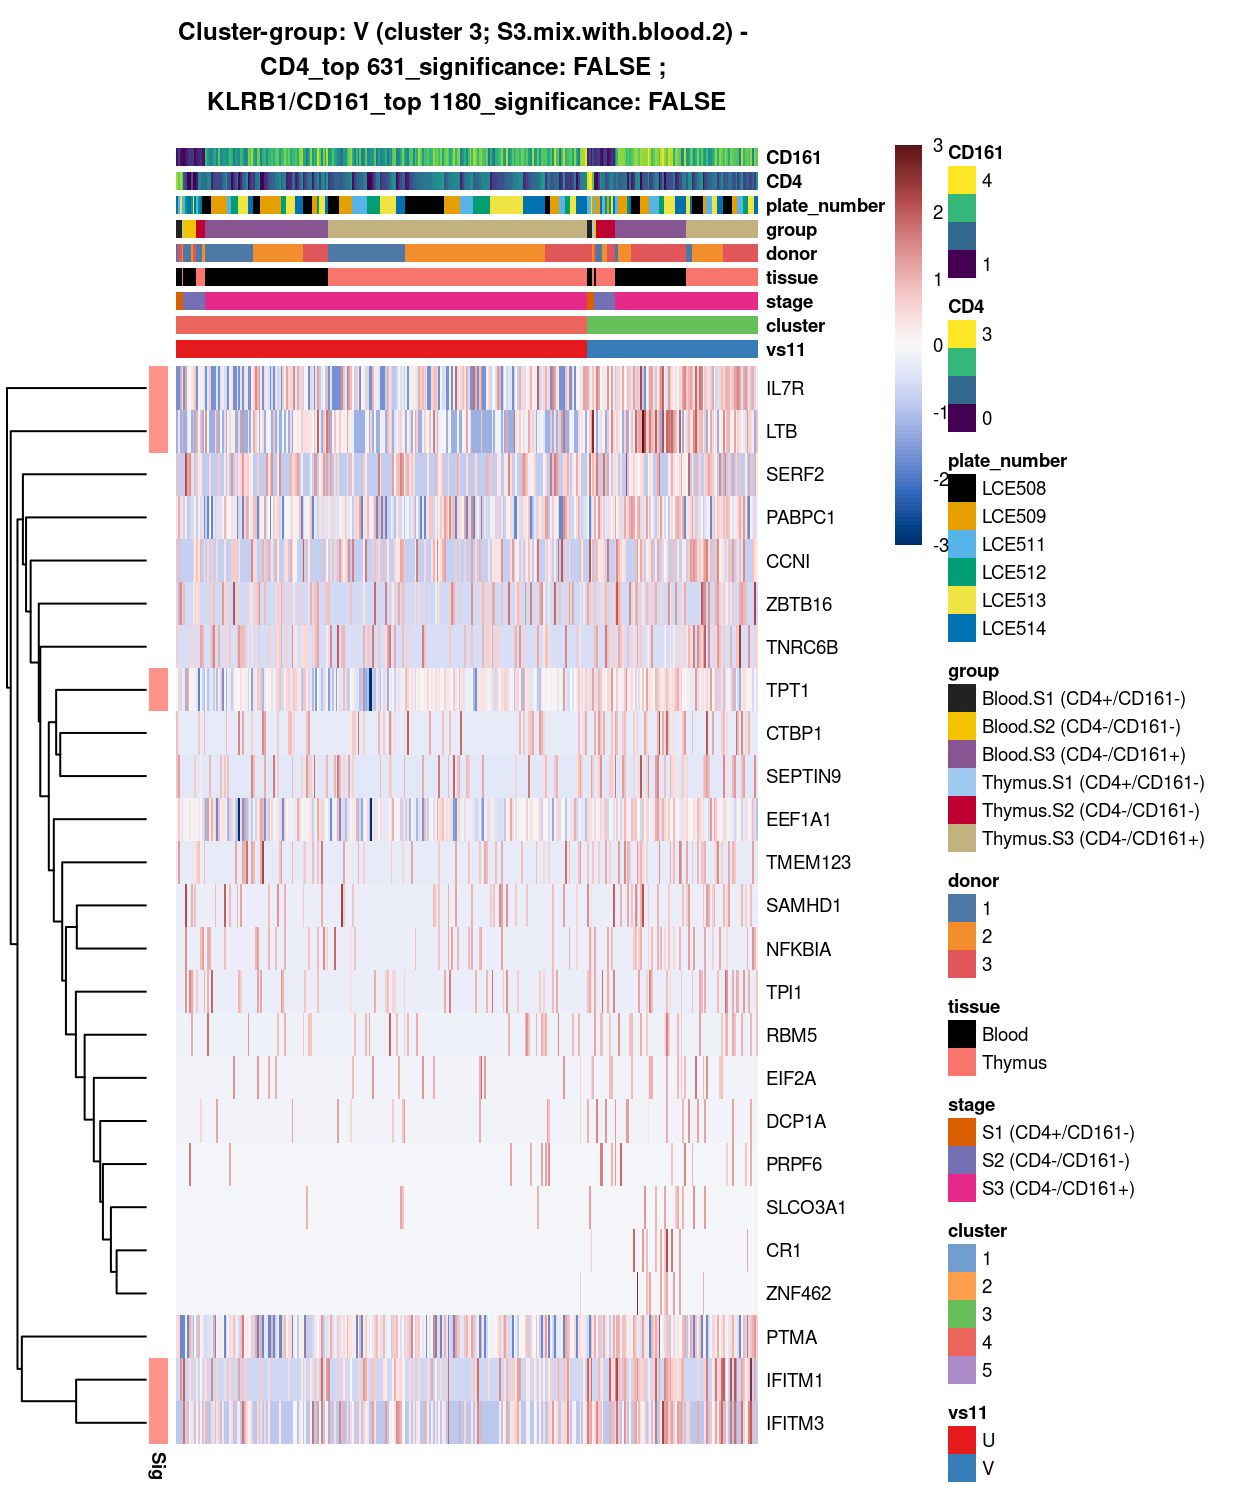 Cluster-group: V (cluster 3; S3.mix.with.blood.2) -
CD4_top 631_significance: FALSE ;
KLRB1/CD161_top 1180_significance: FALSE
CD161
CD4
plate_number
group
donor
tissue
stage
cluster
vs11
IL7R
LTB
SERF2
PABPC1
CCNI
ZBTB16
TNRC6B
TPT1
CTBP1
SEPTIN9
EEF1A1
TMEM123
SAMHD1
NFKBIA
TPI1
RBM5
EIF2A
DCP1A
PRPF6
SLCO3A1
CR1
ZNF462
PTMA
IFITM1
IFITM3
Sig
3
2
1
0
-1
-2
-3
CD161
4
1
CD4
3
0
plate_number
LCE508
LCE509
LCE511
LCE512
LCE513
LCE514
group
Blood.S1 (CD4+/CD161-)
Blood.S2 (CD4-/CD161-)
Blood.S3 (CD4-/CD161+)
Thymus.S1 (CD4+/CD161-)
Thymus.S2 (CD4-/CD161-)
Thymus.S3 (CD4-/CD161+)
donor
1
2
3
tissue
Blood
Thymus
stage
S1 (CD4+/CD161-)
S2 (CD4-/CD161-)
S3 (CD4-/CD161+)
cluster
1
2
3
4
5
vs11
U
V